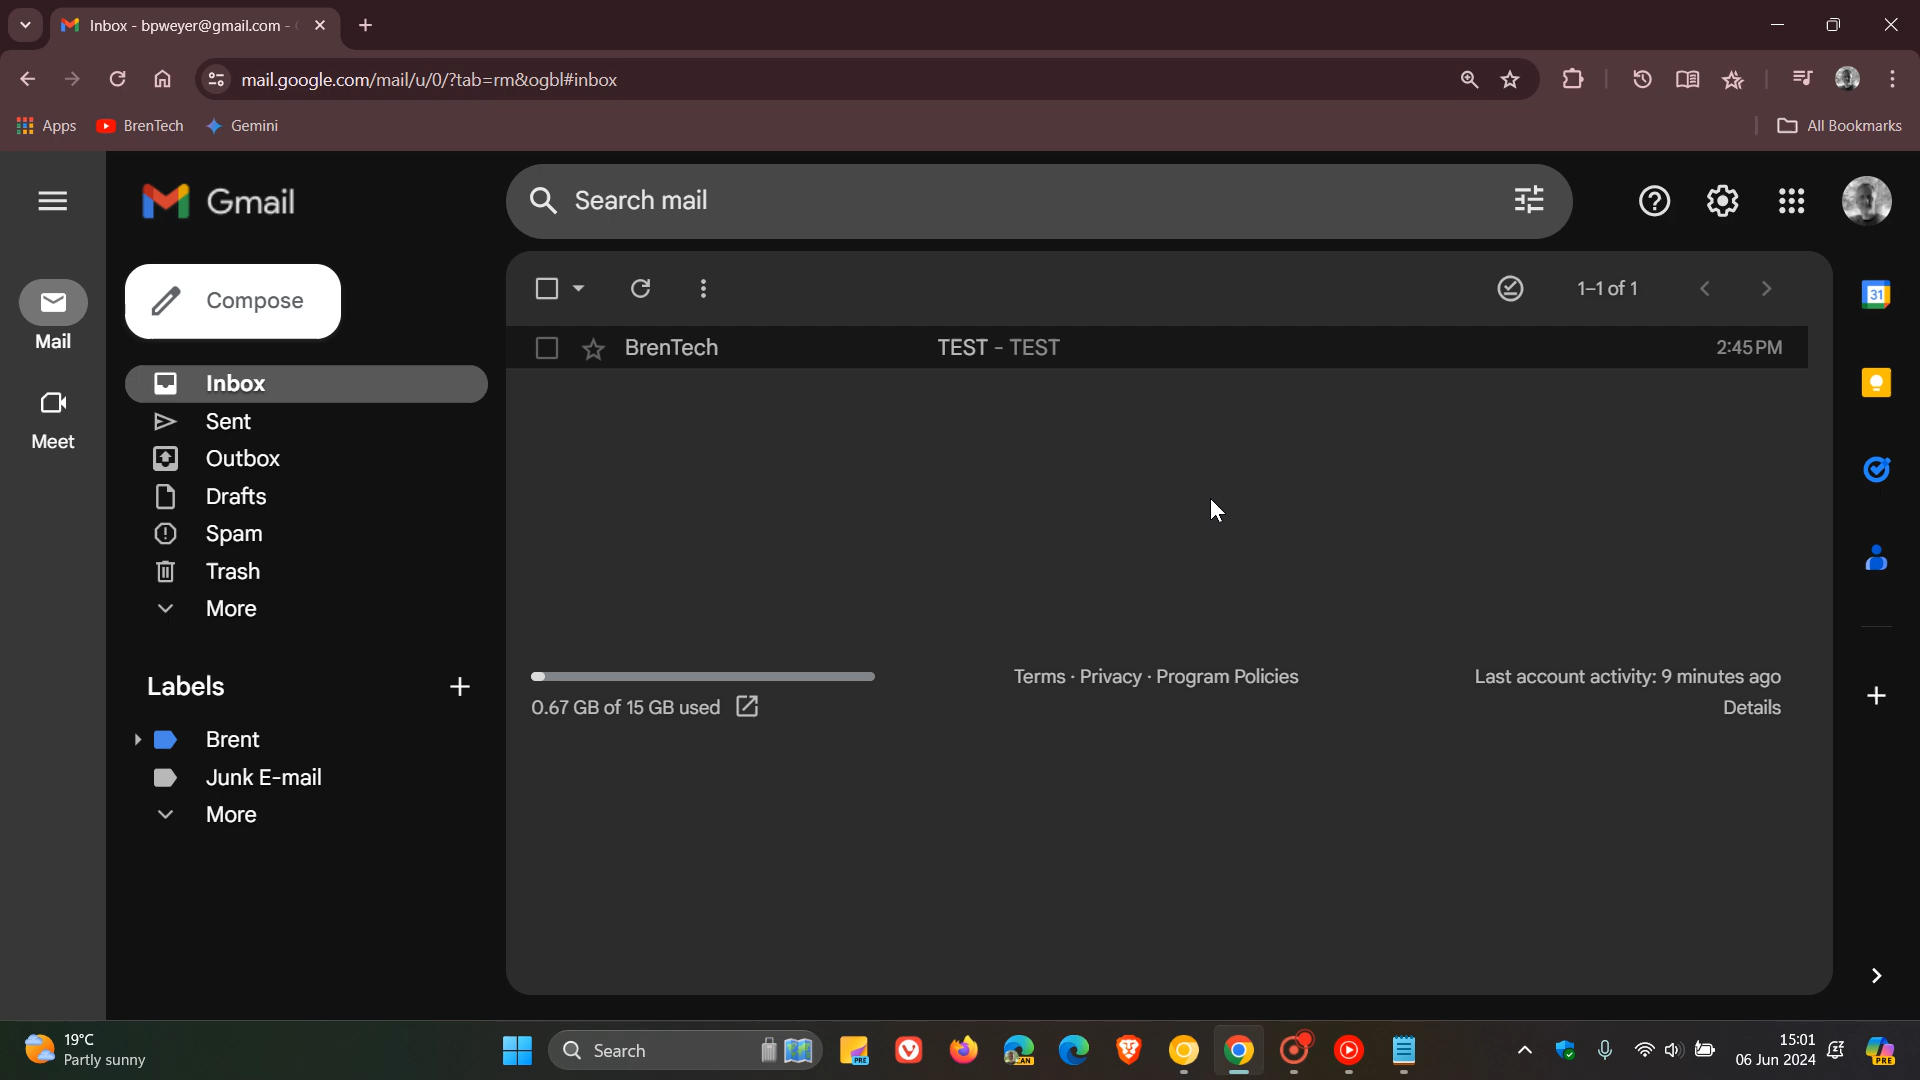 Inbox - bpweyer@gmail.com -
mail.google.com/mail/u/0/?tab=rm&ogbl#inbox
Apps
BrenTech
Gemini
All Bookmarks
Gmail
Search mail
Compose
1–1 of 1
Mail
BrenTech
TEST - TEST
2:45 PM
31
Inbox
Meet
Sent
Outbox
Drafts
Spam
Trash
More
Labels
Terms · Privacy · Program Policies
Last account activity: 9 minutes ago
0.67 GB of 15 GB used
Details
Brent
Junk E-mail
More
19°C
Partly sunny
Search
PRE
CAN
15:01
06 Jun 2024
PRE